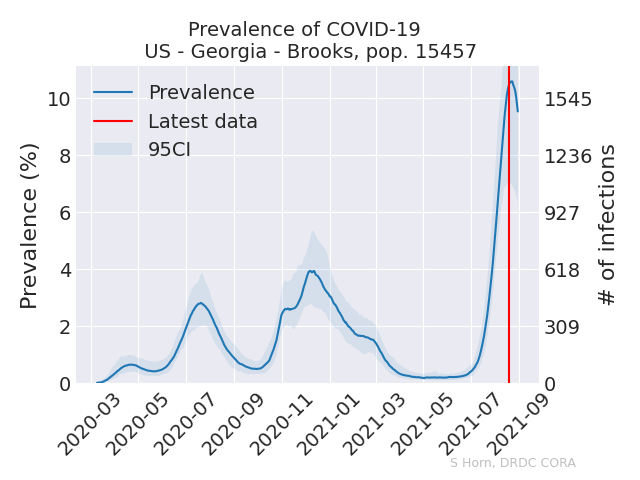 Prevalence of COVID-19
US - Georgia - Brooks, pop. 15457
Prevalence
Latest data
95CI
Prevalence (%)
10
8
6
4
2
0
1545
1236
927
618
309
0
# of infections
2020-03
2020-05
2020-07
2020-09
2020-11
2021-01
2021-03
2021-05
2021-07
2021-09
S Horn, DRDC CORA